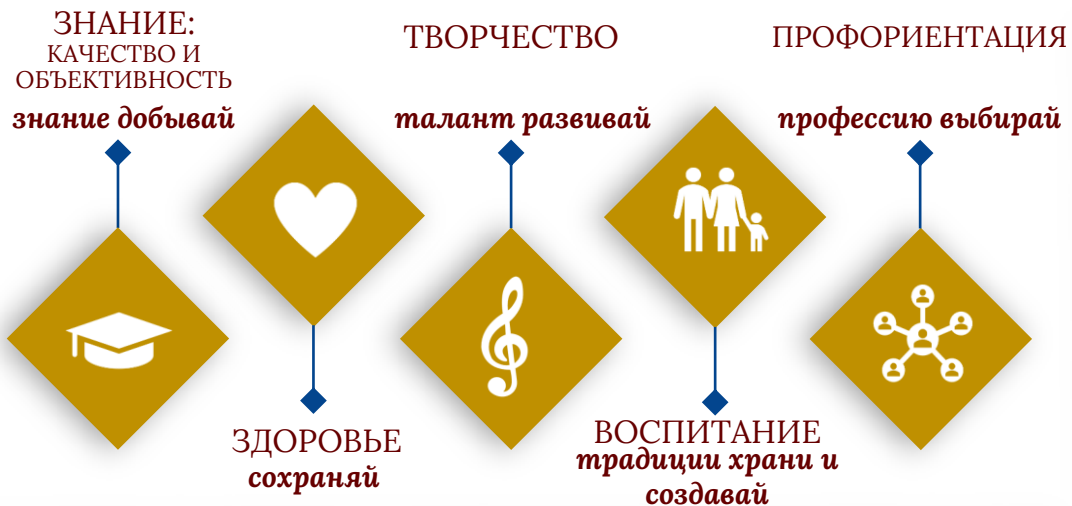 ЗНАНИЕ:
КАЧЕСТВО И
ОБЪЕКТИВНОСТЬ
знание добывай
ЗДОРОВЬЕ
сохраняй
ТВОРЧЕСТВО
талант развивай
ВОСПИТАНИЕ
традиции храни и
создавай
ПРОФОРИЕНТАЦИЯ
профессию выбирай